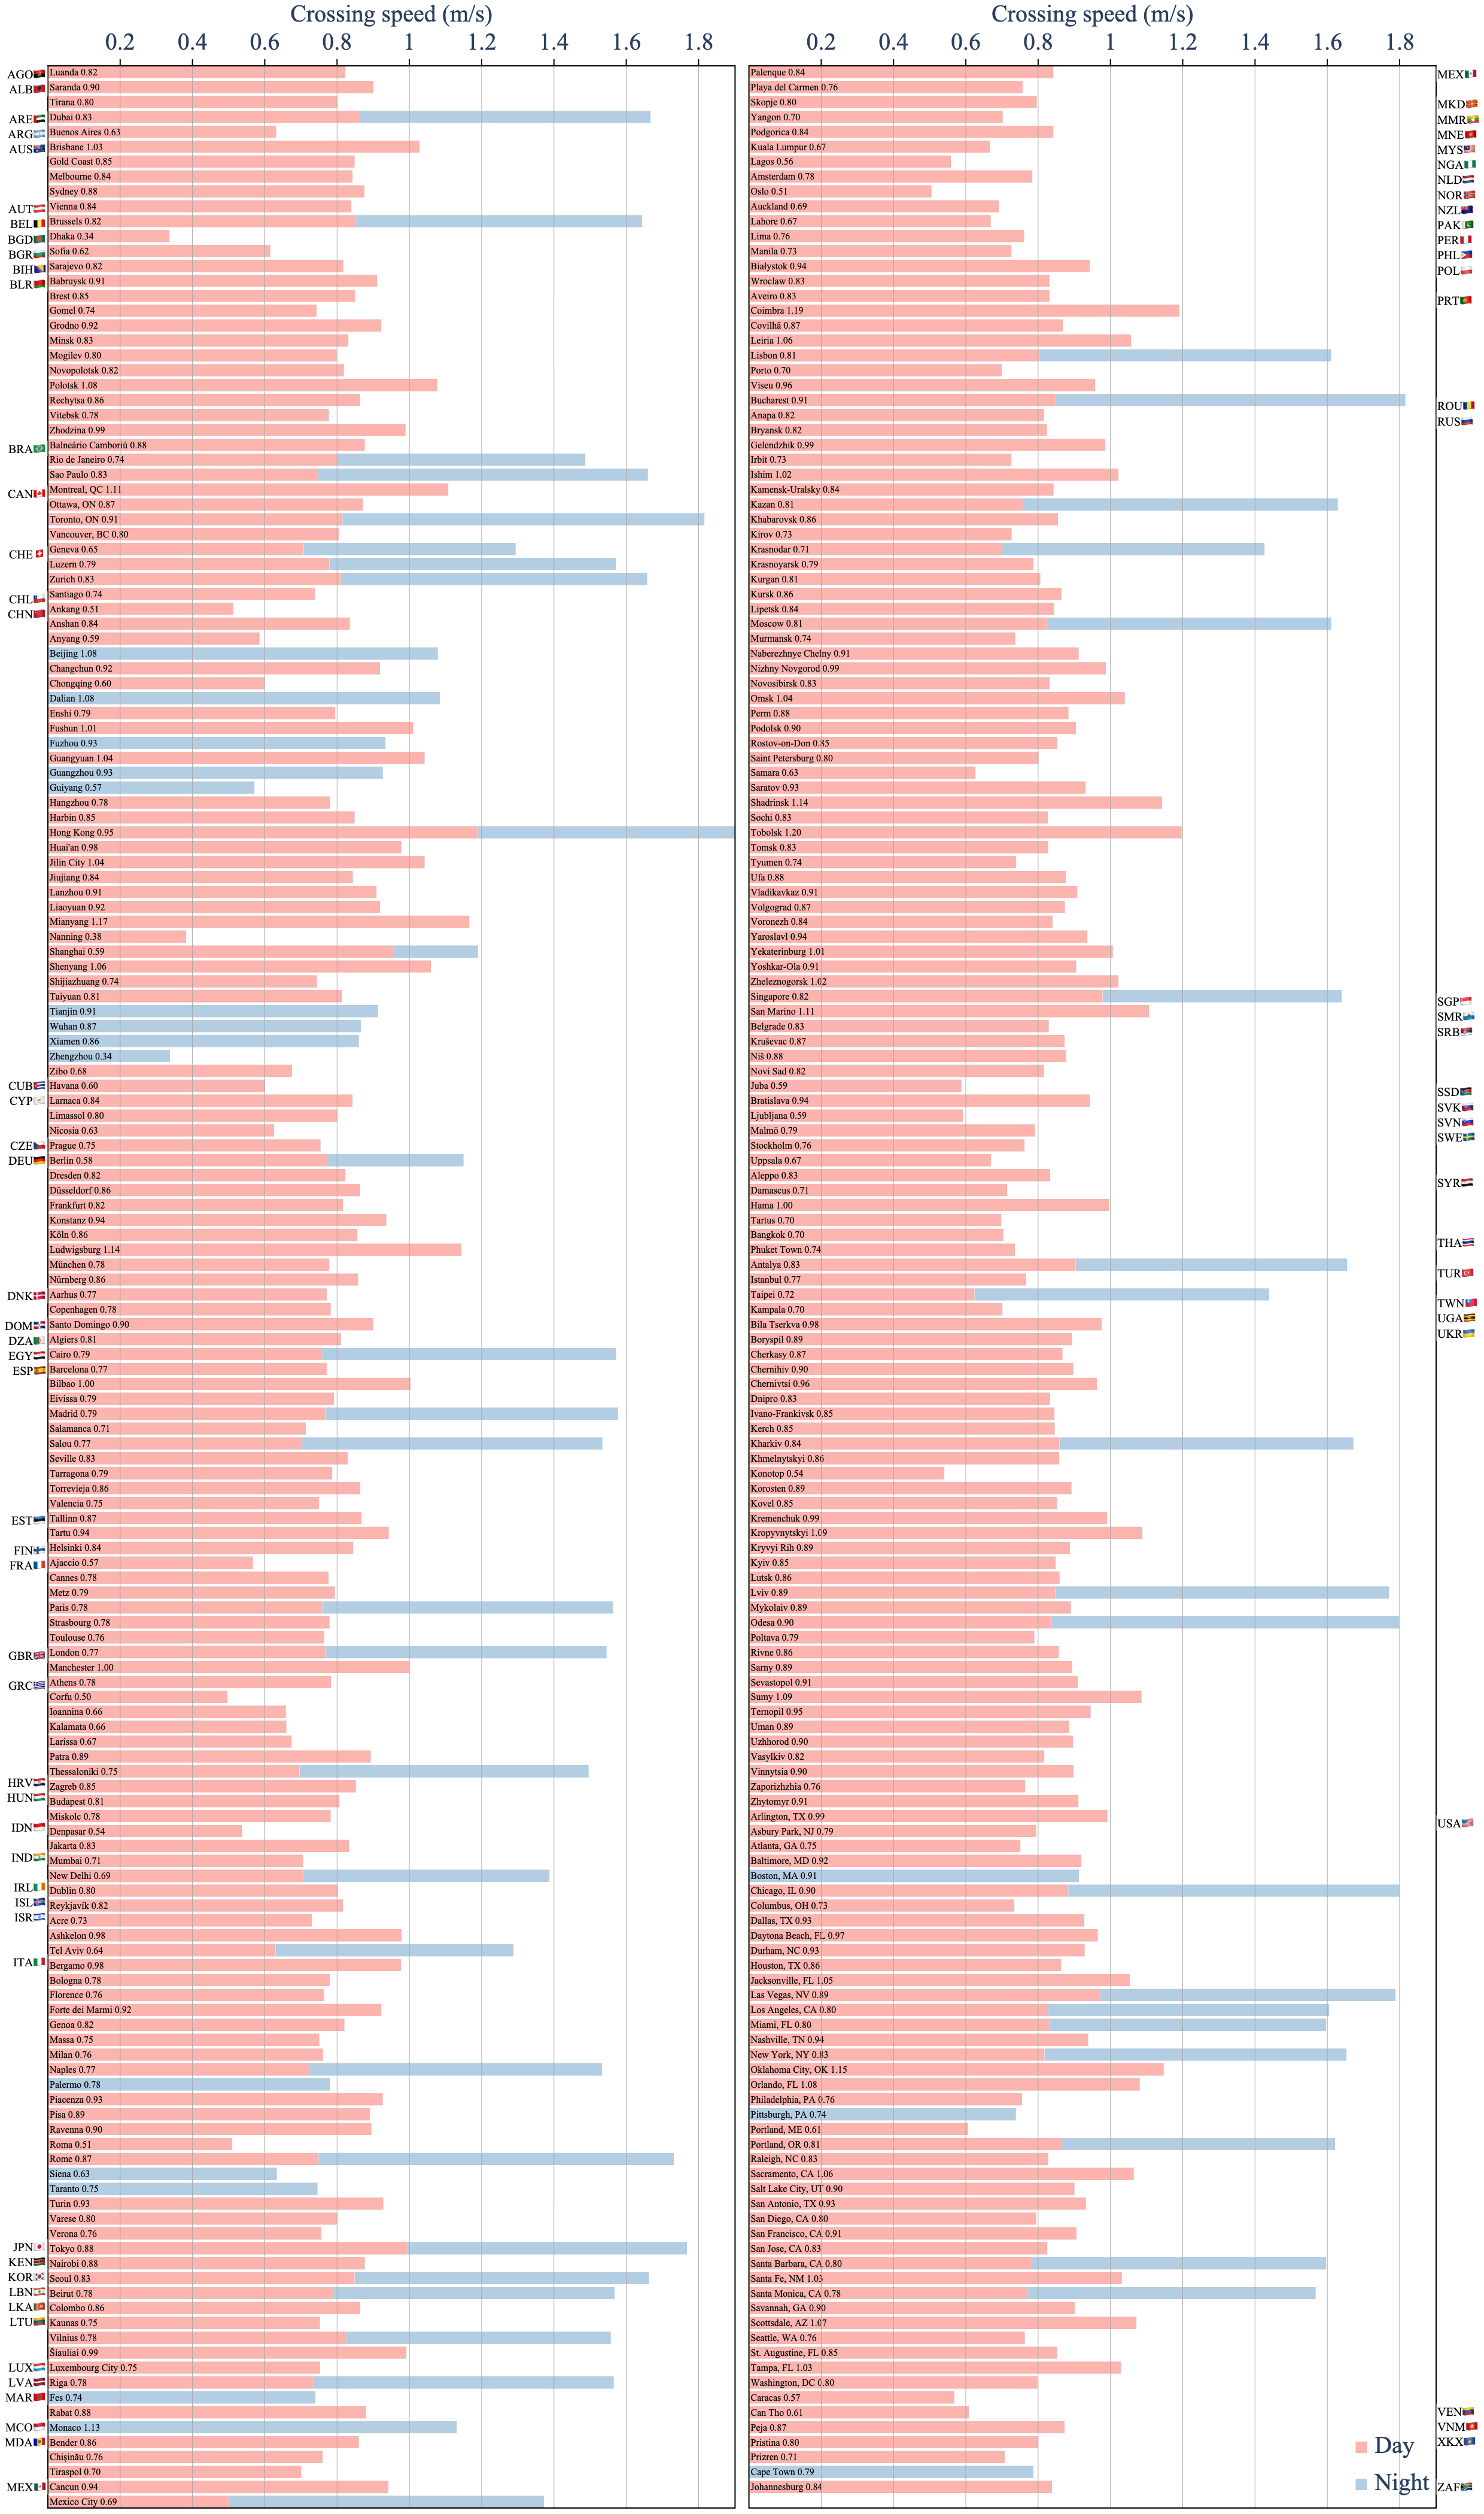 Crossing speed (m/s)
0.2 0.4 0.6 0.8 1 1.2 1.4 1.6 1.8
AGO Luanda 0.82
ALB Saranda 0.90
Tirana 0.80
ARE Dubai 0.83
ARG Buenos Aires 0.63
AUS Brisbane 1.03
Gold Coast 0.85
Melbourne 0.84
Sydney 0.88
AUT Vienna 0.84
BEL Brussels 0.82
BGD Dhaka 0.34
BGR Sofia 0.62
BIH Sarajevo 0.82
BLR Babruysk 0.91
Brest 0.85
Gomel 0.74
Grodno 0.92
Minsk 0.83
Mogilev 0.80
Novopolotsk 0.82
Polotsk 1.08
Rechytsa 0.86
Vitebsk 0.78
Zhodzina 0.99
BRA Balneário Camboriú 0.88
Rio de Janeiro 0.74
Sao Paulo 0.83
CAN Montreal, QC 1.11
Ottawa, ON 0.87
Toronto, ON 0.91
Vancouver, BC 0.80
CHE Geneva 0.65
Luzern 0.79
Zurich 0.83
CHL Santiago 0.74
CHN Ankang 0.51
Anshan 0.84
Anyang 0.59
Beijing 1.08
Changchun 0.92
Chongqing 0.60
Dalian 1.08
Enshi 0.79
Fushun 1.01
Fuzhou 0.93
Guangyuan 1.04
Guangzhou 0.93
Guiyang 0.57
Hangzhou 0.78
Harbin 0.85
Hong Kong 0.95
Huai'an 0.98
Jilin City 1.04
Jiujiang 0.84
Lanzhou 0.91
Liaoyuan 0.92
Mianyang 1.17
Nanning 0.38
Shanghai 0.59
Shenyang 1.06
Shijiazhuang 0.74
Taiyuan 0.81
Tianjin 0.91
Wuhan 0.87
Xiamen 0.86
Zhengzhou 0.34
Zibo 0.68
CUB Havana 0.60
CYP Larnaca 0.84
Limassol 0.80
Nicosia 0.63
CZE Prague 0.75
DEU Berlin 0.58
Dresden 0.82
Düsseldorf 0.86
Frankfurt 0.82
Konstanz 0.94
Köln 0.86
Ludwigsburg 1.14
München 0.78
Nürnberg 0.86
DNK Aarhus 0.77
Copenhagen 0.78
DOM Santo Domingo 0.90
DZA Algiers 0.81
EGY Cairo 0.79
ESP Barcelona 0.77
Bilbao 1.00
Eivissa 0.79
Madrid 0.79
Salamanca 0.71
Salou 0.77
Seville 0.83
Tarragona 0.79
Torrevieja 0.86
Valencia 0.75
EST Tallinn 0.87
Tartu 0.94
FIN Helsinki 0.84
FRA Ajaccio 0.57
Cannes 0.78
Metz 0.79
Paris 0.78
Strasbourg 0.78
Toulouse 0.76
GBR London 0.77
Manchester 1.00
GRC Athens 0.78
Corfu 0.50
Ioannina 0.66
Kalamata 0.66
Larissa 0.67
Patra 0.89
Thessaloniki 0.75
HRV Zagreb 0.85
HUN Budapest 0.81
Miskolc 0.78
IDN Denpasar 0.54
Jakarta 0.83
IND Mumbai 0.71
New Delhi 0.69
IRL Dublin 0.80
ISL Reykjavík 0.82
ISR Acre 0.73
Ashkelon 0.98
Tel Aviv 0.64
ITA Bergamo 0.98
Bologna 0.78
Florence 0.76
Forte dei Marmi 0.92
Genoa 0.82
Massa 0.75
Milan 0.76
Naples 0.77
Palermo 0.78
Piacenza 0.93
Pisa 0.89
Ravenna 0.90
Roma 0.51
Rome 0.87
Siena 0.63
Taranto 0.75
Turin 0.93
Varese 0.80
Verona 0.76
JPN Tokyo 0.88
KEN Nairobi 0.88
KOR Seoul 0.83
LBN Beirut 0.78
LKA Colombo 0.86
LTU Kaunas 0.75
Vilnius 0.78
Šiauliai 0.99
LUX Luxembourg City 0.75
LVA Riga 0.78
MAR Fes 0.74
Rabat 0.88
MCO Monaco 1.13
MDA Bender 0.86
Chișinău 0.76
Tiraspol 0.70
MEX Cancun 0.94
Mexico City 0.69
Crossing speed (m/s)
0.2 0.4 0.6 0.8 1 1.2 1.4 1.6 1.8
Palenque 0.84 MEX
Playa del Carmen 0.76
Skopje 0.80 MKD
Yangon 0.70 MMR
Podgorica 0.84 MNE
Kuala Lumpur 0.67 MYS
Lagos 0.56 NGA
Amsterdam 0.78 NLD
Oslo 0.51 NOR
Auckland 0.69 NZL
Lahore 0.67 PAK
Lima 0.76 PER
Manila 0.73 PHL
Białystok 0.94 POL
Wroclaw 0.83
Aveiro 0.83 PRT
Coimbra 1.19
Covilhã 0.87
Leiria 1.06
Lisbon 0.81
Porto 0.70
Viseu 0.96
Bucharest 0.91 ROU
Anapa 0.82 RUS
Bryansk 0.82
Gelendzhik 0.99
Irbit 0.73
Ishim 1.02
Kamensk-Uralsky 0.84
Kazan 0.81
Khabarovsk 0.86
Kirov 0.73
Krasnodar 0.71
Krasnoyarsk 0.79
Kurgan 0.81
Kursk 0.86
Lipetsk 0.84
Moscow 0.81
Murmansk 0.74
Naberezhnye Chelny 0.91
Nizhny Novgorod 0.99
Novosibirsk 0.83
Omsk 1.04
Perm 0.88
Podolsk 0.90
Rostov-on-Don 0.85
Saint Petersburg 0.80
Samara 0.63
Saratov 0.93
Shadrinsk 1.14
Sochi 0.83
Tobolsk 1.20
Tomsk 0.83
Tyumen 0.74
Ufa 0.88
Vladikavkaz 0.91
Volgograd 0.87
Voronezh 0.84
Yaroslavl 0.94
Yekaterinburg 1.01
Yoshkar-Ola 0.91
Zheleznogorsk 1.02
Singapore 0.82 SGP
San Marino 1.11 SMR
Belgrade 0.83 SRB
Kruševac 0.87
Niš 0.88
Novi Sad 0.82
Juba 0.59 SSD
Bratislava 0.94 SVK
Ljubljana 0.59 SVN
Malmö 0.79 SWE
Stockholm 0.76
Uppsala 0.67
Aleppo 0.83 SYR
Damascus 0.71
Hama 1.00
Tartus 0.70
Bangkok 0.70 THA
Phuket Town 0.74
Antalya 0.83 TUR
Istanbul 0.77
Taipei 0.72 TWN
Kampala 0.70 UGA
Bila Tserkva 0.98 UKR
Boryspil 0.89
Cherkasy 0.87
Chernihiv 0.90
Chernivtsi 0.96
Dnipro 0.83
Ivano-Frankivsk 0.85
Kerch 0.85
Kharkiv 0.84
Khmelnytskyi 0.86
Konotop 0.54
Korosten 0.89
Kovel 0.85
Kremenchuk 0.99
Kropyvnytskyi 1.09
Kryvyi Rih 0.89
Kyiv 0.85
Lutsk 0.86
Lviv 0.89
Mykolaiv 0.89
Odesa 0.90
Poltava 0.79
Rivne 0.86
Sarny 0.89
Sevastopol 0.91
Sumy 1.09
Ternopil 0.95
Uman 0.89
Uzhhorod 0.90
Vasylkiv 0.82
Vinnytsia 0.90
Zaporizhzhia 0.76
Zhytomyr 0.91
Arlington, TX 0.99 USA
Asbury Park, NJ 0.79
Atlanta, GA 0.75
Baltimore, MD 0.92
Boston, MA 0.91
Chicago, IL 0.90
Columbus, OH 0.73
Dallas, TX 0.93
Daytona Beach, FL 0.97
Durham, NC 0.93
Houston, TX 0.86
Jacksonville, FL 1.05
Las Vegas, NV 0.89
Los Angeles, CA 0.80
Miami, FL 0.80
Nashville, TN 0.94
New York, NY 0.83
Oklahoma City, OK 1.15
Orlando, FL 1.08
Philadelphia, PA 0.76
Pittsburgh, PA 0.74
Portland, ME 0.61
Portland, OR 0.81
Raleigh, NC 0.83
Sacramento, CA 1.06
Salt Lake City, UT 0.90
San Antonio, TX 0.93
San Diego, CA 0.80
San Francisco, CA 0.91
San Jose, CA 0.83
Santa Barbara, CA 0.80
Santa Fe, NM 1.03
Santa Monica, CA 0.78
Savannah, GA 0.90
Scottsdale, AZ 1.07
Seattle, WA 0.76
St. Augustine, FL 0.85
Tampa, FL 1.03
Washington, DC 0.80
Caracas 0.57 VEN
Can Tho 0.61 VNM
Peja 0.87 XKX
Pristina 0.80
Prizren 0.71
Cape Town 0.79 ZAF
Johannesburg 0.84
Day
Night